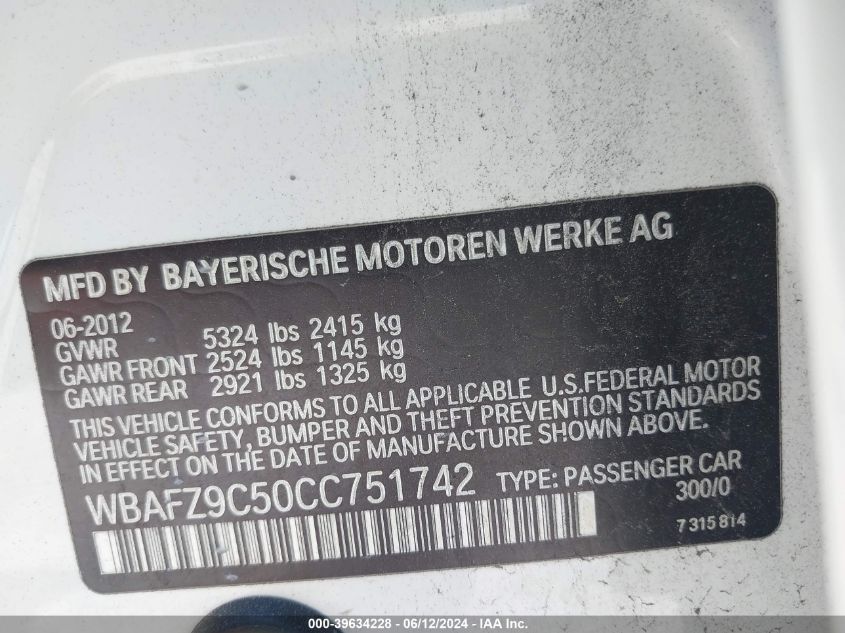 MFD BY BAYERISCHE MOTOREN WERKE AG
06-2012
GVWR 5324 lbs 2415 kg
GAWR FRONT 2524 lbs 1145 kg
GAWR REAR 2921 lbs 1325 kg
THIS VEHICLE CONFORMS TO ALL APPLICABLE U.S.FEDERAL MOTOR
VEHICLE SAFETY, BUMPER AND THEFT PREVENTION STANDARDS
IN EFFECT ON THE DATE OF MANUFACTURE SHOWN ABOVE.
WBAFZ9C50CC751742 TYPE: PASSENGER CAR
300/0
7 315 814
000-39634228 - 06/12/2024 - IAA Inc.